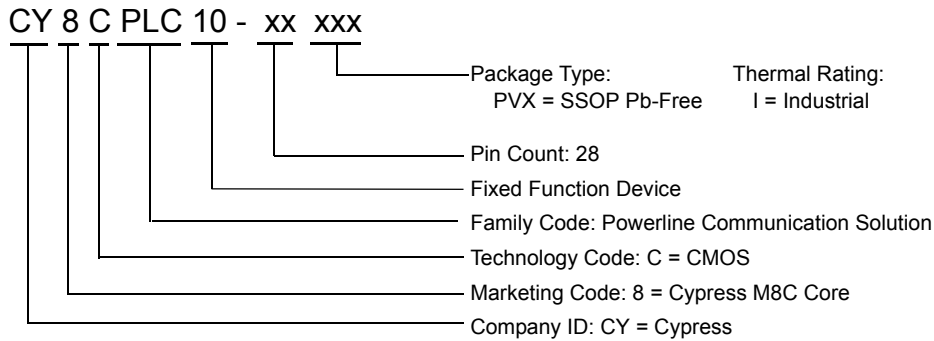 CY 8 C PLC 10 - xx xxx
Package Type: Thermal Rating:
PVX = SSOP Pb-Free I = Industrial
Pin Count: 28
Fixed Function Device
Family Code: Powerline Communication Solution
Technology Code: C = CMOS
Marketing Code: 8 = Cypress M8C Core
Company ID: CY = Cypress